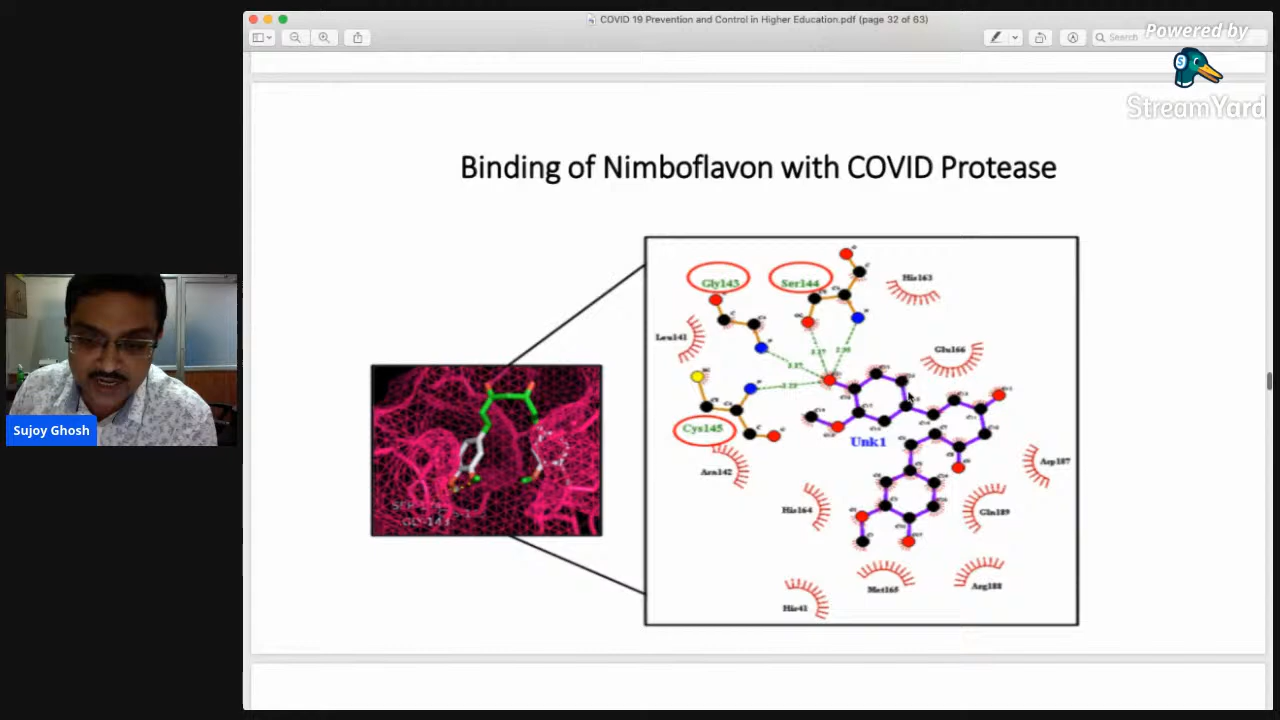 COVID 19 Prevention and Control in Higher Education.pdf (page 32 of 63)
Search
Powered by
StreamYard
Binding of Nimboflavon with COVID Protease
Gly143
Ser144
His163
Leu141
Glu166
Cys145
Unk1
Asn142
Asp187
His164
Gln189
Met165
Arg188
His41
Sujoy Ghosh